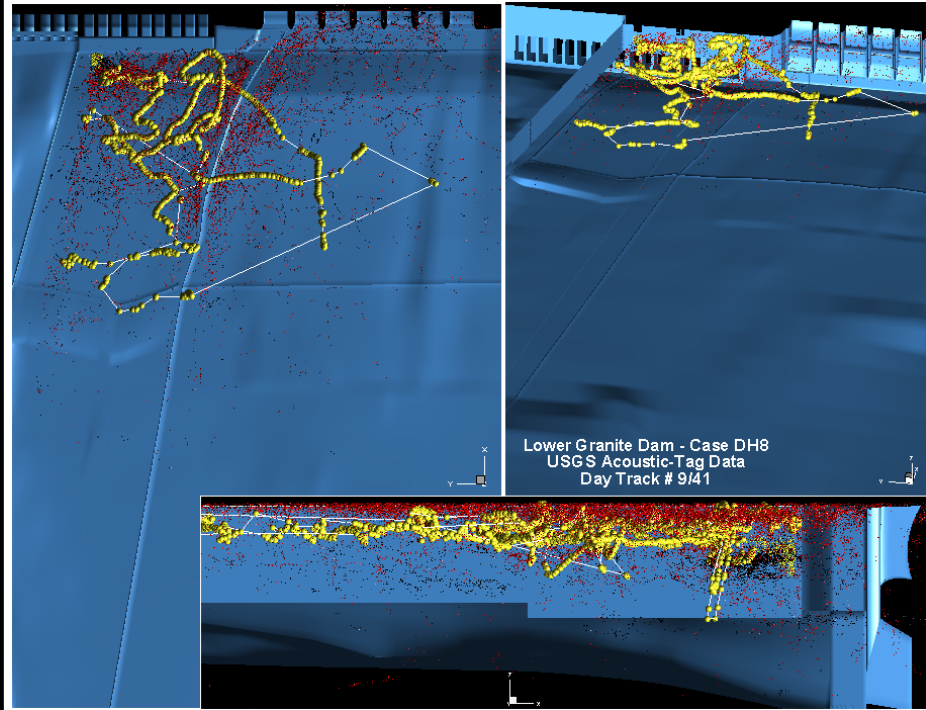 X
Y
Lower Granite Dam - Case DH8
USGS Acoustic-Tag Data
Day Track # 9/41
z
x
z
x